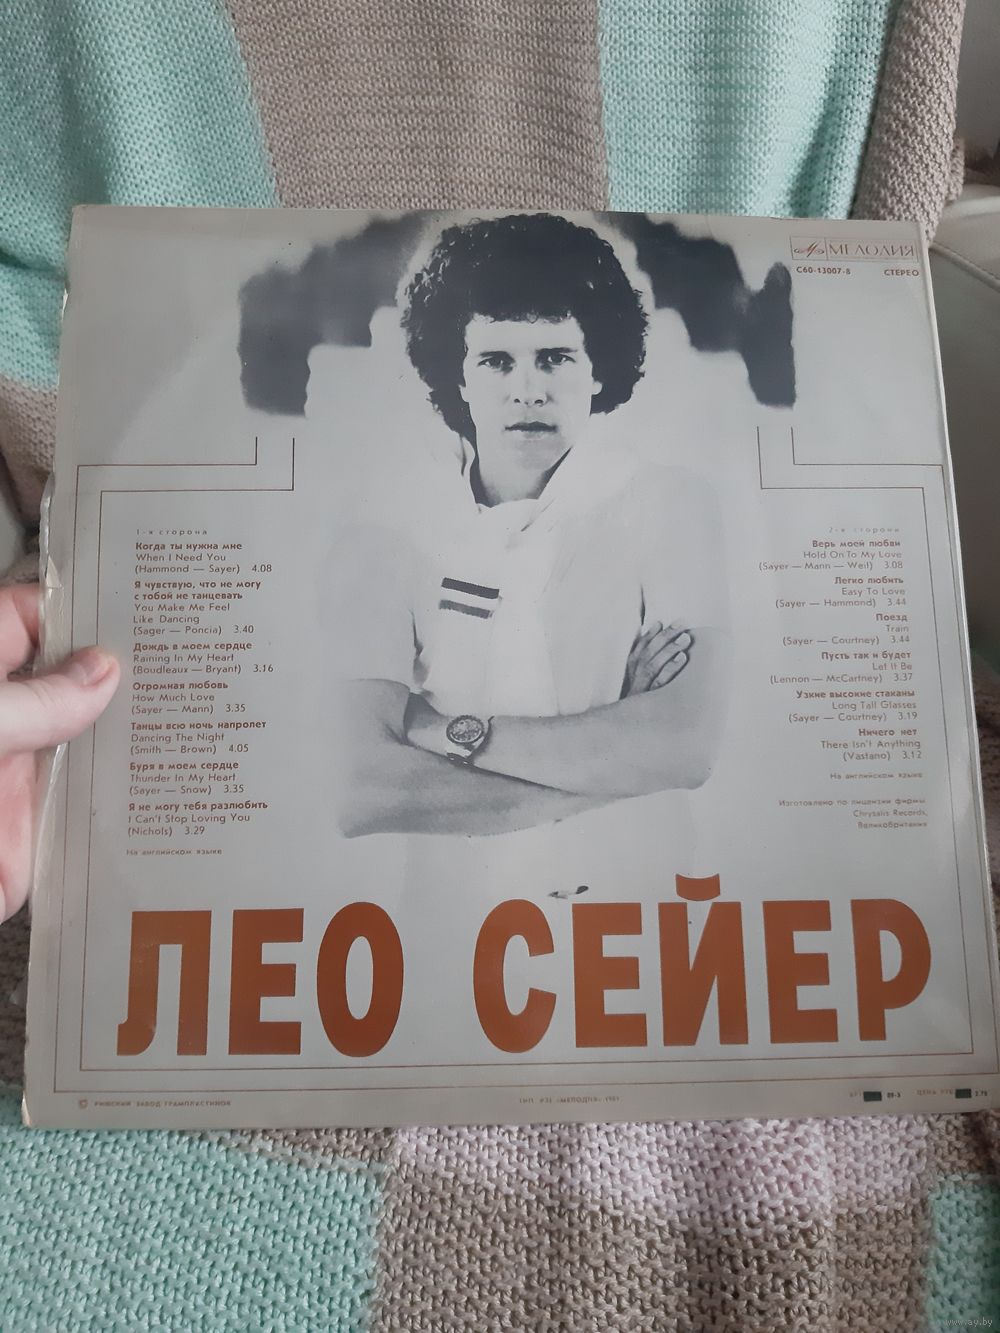 МЕЛОДИЯ
С60-13007-8 СТЕРЕО
1-я сторона
Когда ты нужна мне
When I Need You
(Hammond — Sayer) 4.08
Я чувствую, что не могу
с тобой не танцевать
You Make Me Feel
Like Dancing
(Sager — Poncia) 3.40
Дождь в моем сердце
Raining In My Heart
(Boudleaux — Bryant) 3.16
Огромная любовь
How Much Love
(Sayer — Mann) 3.35
Танцы всю ночь напролет
Dancing The Night
(Smith — Brown) 4.05
Буря в моем сердце
Thunder In My Heart
(Sayer — Snow) 3.35
Я не могу тебя разлюбить
I Can't Stop Loving You
(Nichols) 3.29
На английском языке
2-я сторона
Верь моей любви
Hold On To My Love
(Sayer — Mann — Weil) 3.08
Легко любить
Easy To Love
(Sayer — Hammond) 3.44
Поезд
Train
(Sayer — Courtney) 3.44
Пусть так и будет
Let It Be
(Lennon — McCartney) 3.37
Узкие высокие стаканы
Long Tall Glasses
(Sayer — Courtney) 3.19
Ничего нет
There Isn't Anything
(Vastano) 3.12
На английском языке
Изготовлено по лицензии фирмы
Chrysalis Records,
Великобритания
ЛЕО СЕЙЕР
РИЖСКИЙ ЗАВОД ГРАМПЛАСТИНОК
«МЕЛОДИЯ»
ЦЕНА РУБ
www.ay.by